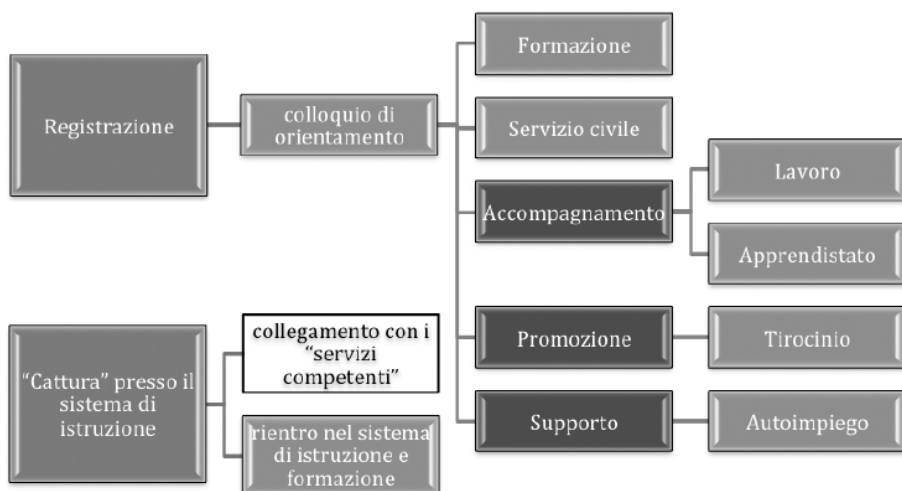 Registrazione
colloquio di
orientamento
Formazione
Servizio civile
Accompagnamento
Lavoro
Apprendistato
Promozione
Tirocinio
Supporto
Autoimpiego
“Cattura” presso il
sistema di
istruzione
collegamento con i
“servizi
competenti”
rientro nel sistema
di istruzione e
formazione